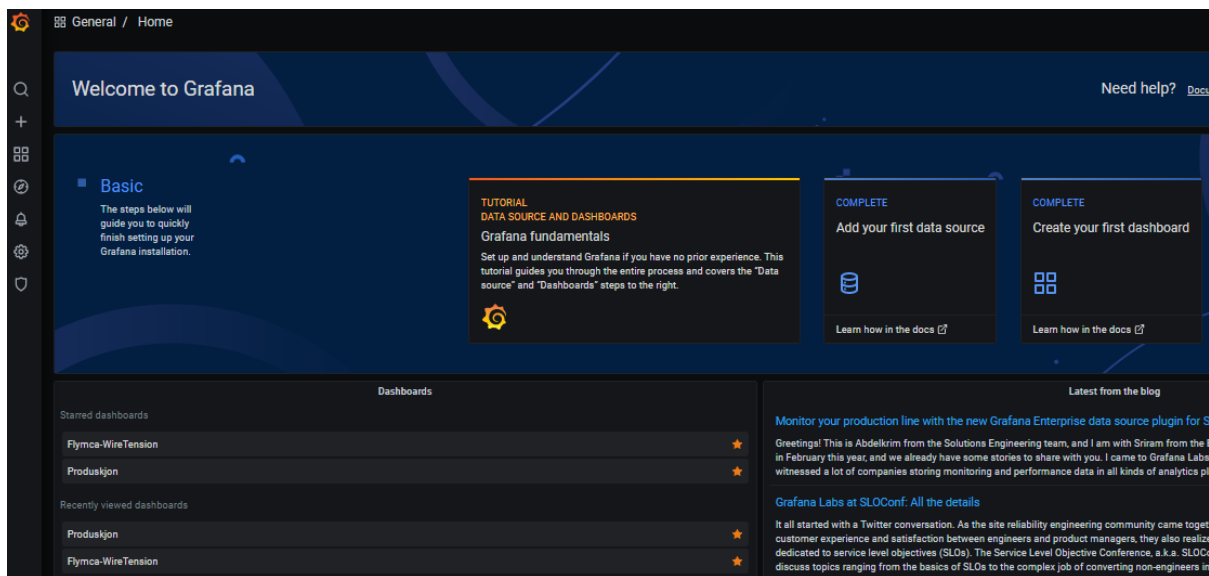 General / Home
Welcome to Grafana
Need help?
Basic
The steps below will
guide you to quickly
finish setting up your
Grafana installation.
TUTORIAL
DATA SOURCE AND DASHBOARDS
Grafana fundamentals
Set up and understand Grafana if you have no prior experience. This
tutorial guides you through the entire process and covers the “Data
source” and “Dashboards” steps to the right.
COMPLETE
Add your first data source
Learn how in the docs
COMPLETE
Create your first dashboard
Learn how in the docs
Dashboards
Starred dashboards
Flymca-WireTension
Produskjon
Recently viewed dashboards
Produskjon
Flymca-WireTension
Latest from the blog
Monitor your production line with the new Grafana Enterprise data source plugin for
Greetings! This is Abdelkrim from the Solutions Engineering team, and I am with Sriram from the
in February this year, and we already have some stories to share with you. I came to Grafana Labs
witnessed a lot of companies storing monitoring and performance data in all kinds of analytics
Grafana Labs at SLOConf: All the details
It all started with a Twitter conversation. As the site reliability engineering community came
customer experience and satisfaction between engineers and product managers, they also
dedicated to service level objectives (SLOs). The Service Level Objective Conference, a.k.a.
discuss topics ranging from the basics of SLOs to the complex job of converting non-engineers